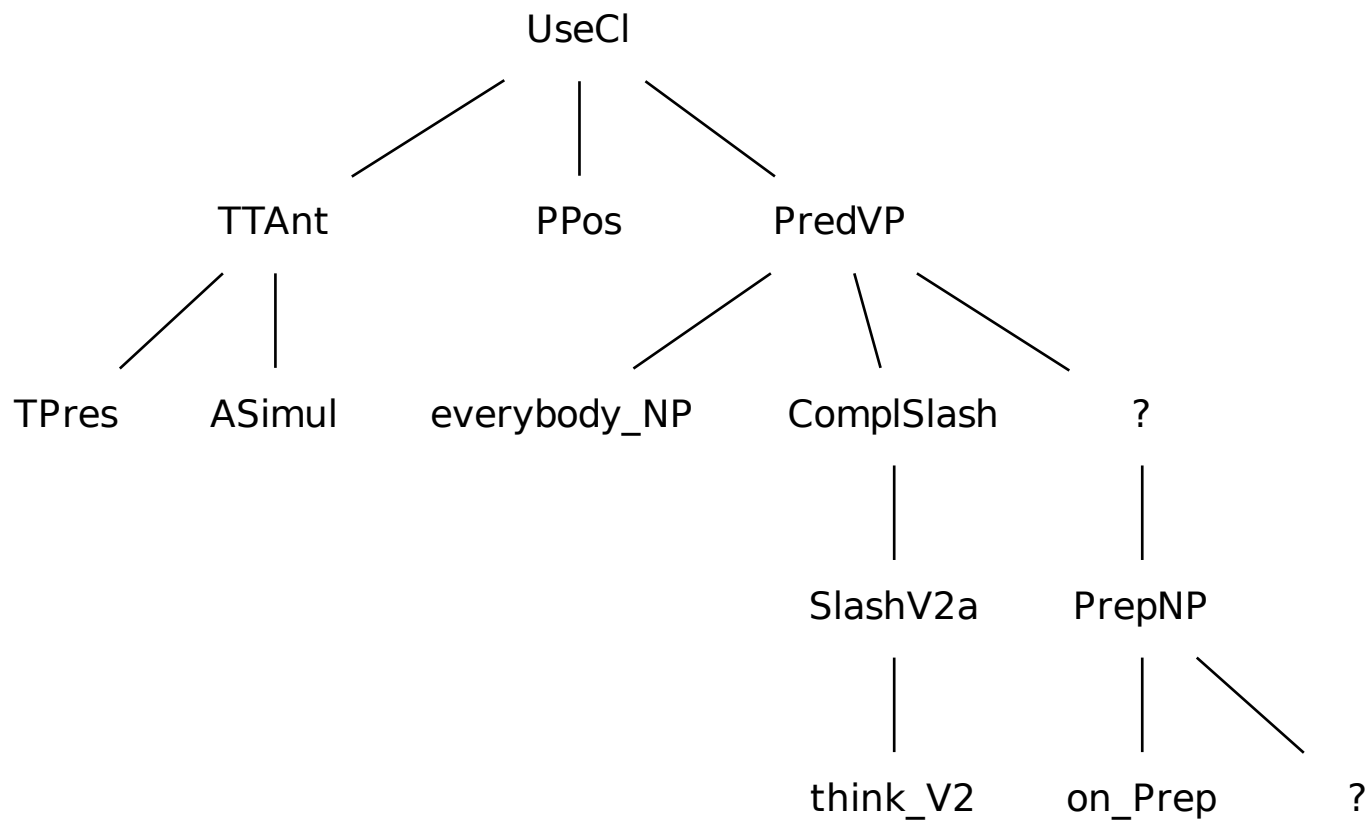 UseCl
TTAnt PPos PredVP
TPres ASimul everybody_NP ComplSlash ?
SlashV2a PrepNP
think_V2 on_Prep ?